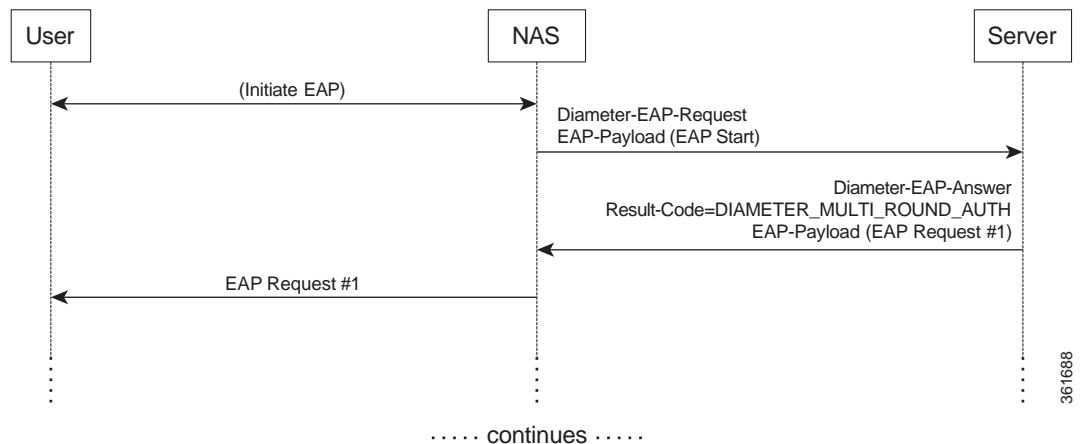 User
NAS
Server
(Initiate EAP)
Diameter-EAP-Request
EAP-Payload (EAP Start)
Diameter-EAP-Answer
Result-Code=DIAMETER_MULTI_ROUND_AUTH
EAP-Payload (EAP Request #1)
EAP Request #1
361688
..... continues .....